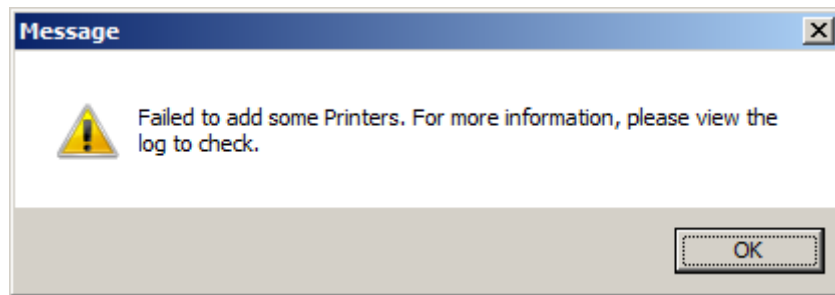 Message
Failed to add some Printers. For more information, please view the
log to check.
OK